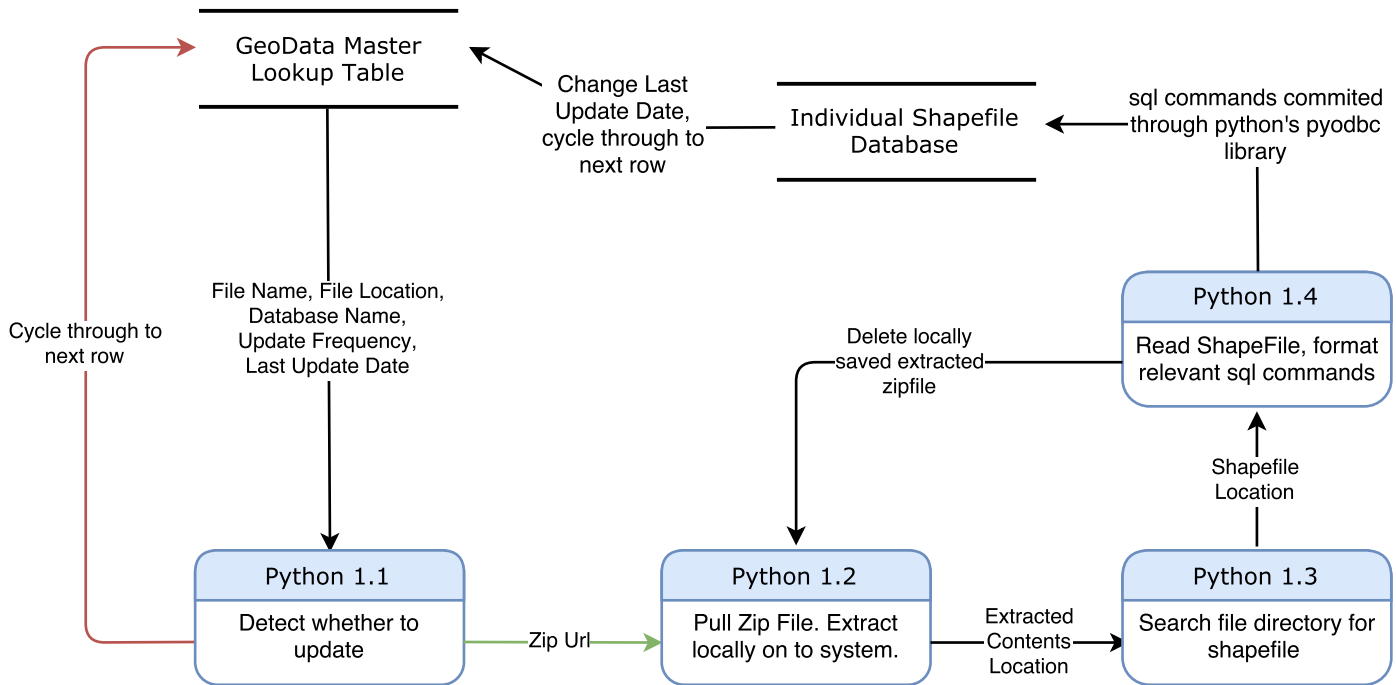 GeoData Master
Lookup Table
Change Last
Update Date,
cycle through to
next row
Individual Shapefile
Database
sql commands commited
through python's pyodbc
library
File Name, File Location,
Database Name,
Update Frequency,
Last Update Date
Cycle through to
next row
Delete locally
saved extracted
zipfile
Python 1.4
Read ShapeFile, format
relevant sql commands
Shapefile
Location
Python 1.1
Detect whether to
update
Zip Url
Python 1.2
Pull Zip File. Extract
locally on to system.
Extracted
Contents
Location
Python 1.3
Search file directory for
shapefile